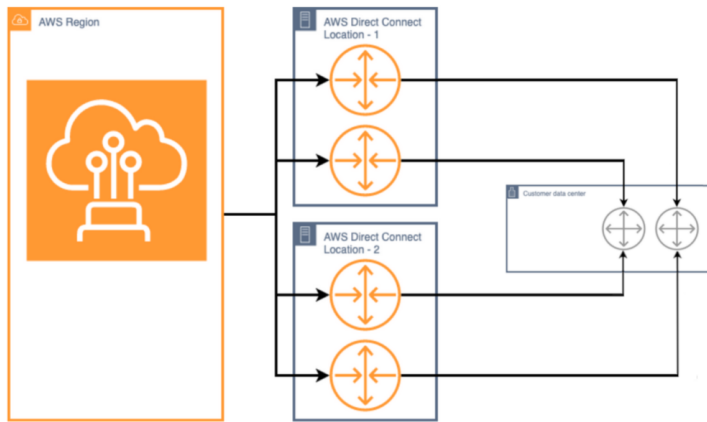 AWS Region
AWS Direct Connect
Location - 1
Customer data center
AWS Direct Connect
Location - 2